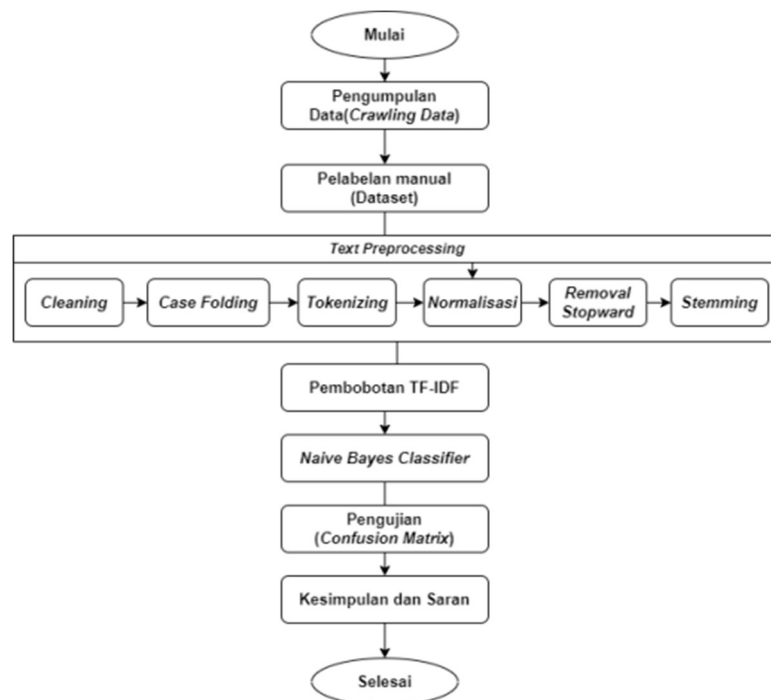 Mulai
Pengumpulan
Data(Crawling Data)
Pelabelan manual
(Dataset)
Text Preprocessing
Cleaning
Case Folding
Tokenizing
Normalisasi
Removal
Stopward
Stemming
Pembobotan TF-IDF
Naive Bayes Classifier
Pengujian
(Confusion Matrix)
Kesimpulan dan Saran
Selesai